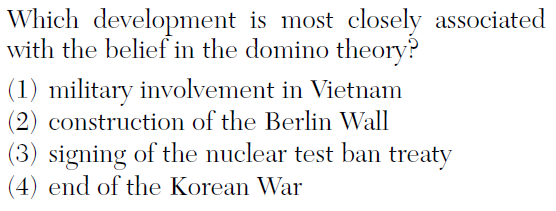 Which development is most closely associated
with the belief in the domino theory?
(1) military involvement in Vietnam
(2) construction of the Berlin Wall
(3) signing of the nuclear test ban treaty
(4) end of the Korean War